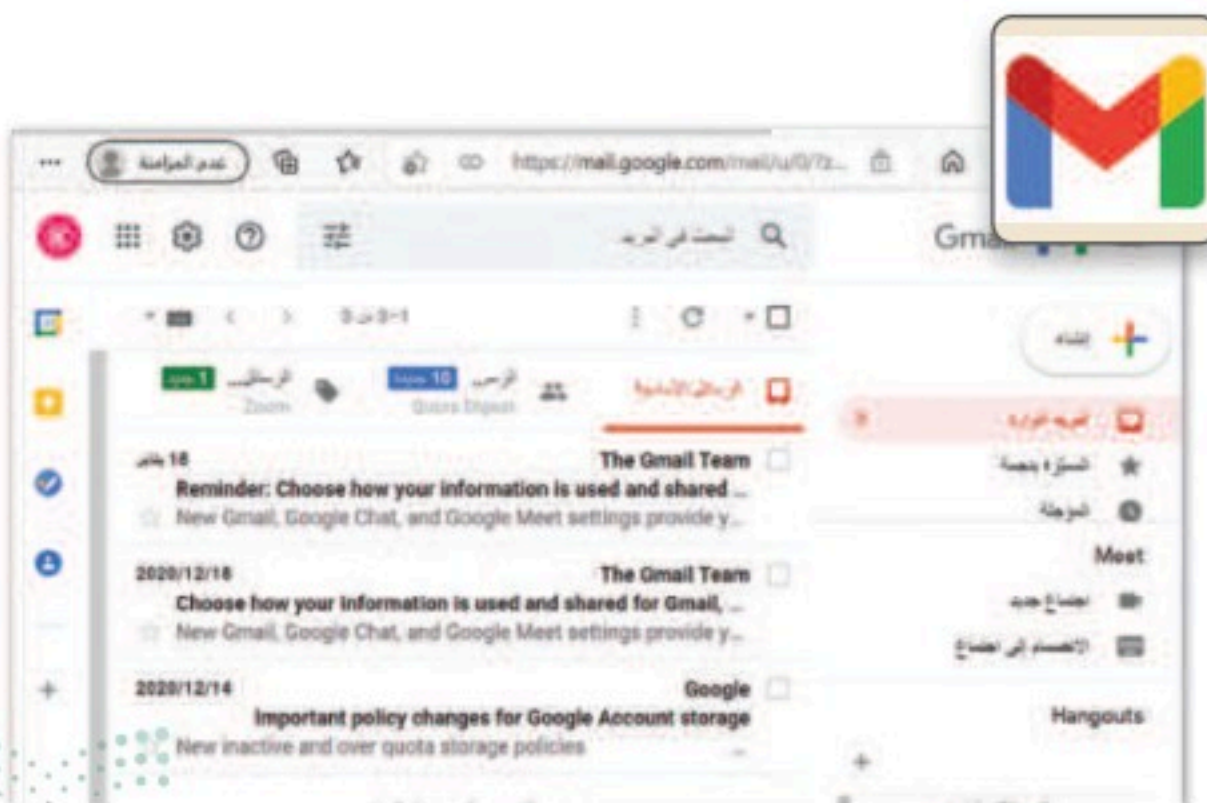 عدم المزامنة
https://mail.google.com/mail/u/0/?z...
البحث في البريد
Gma
1-3 من 3
إنشاء
الرسائل الأساسية
10 جديدة
Quora Digest
1 جديد
Zoom
البريد الوارد
المميزة بنجمة
المؤجلة
The Gmail Team
18 يناير
Reminder: Choose how your information is used and shared ...
New Gmail, Google Chat, and Google Meet settings provide y...
The Gmail Team
2020/12/18
Choose how your information is used and shared for Gmail, ...
New Gmail, Google Chat, and Google Meet settings provide y...
Google
2020/12/14
Important policy changes for Google Account storage
New inactive and over quota storage policies
Meet
اجتماع جديد
الانضمام إلى اجتماع
Hangouts